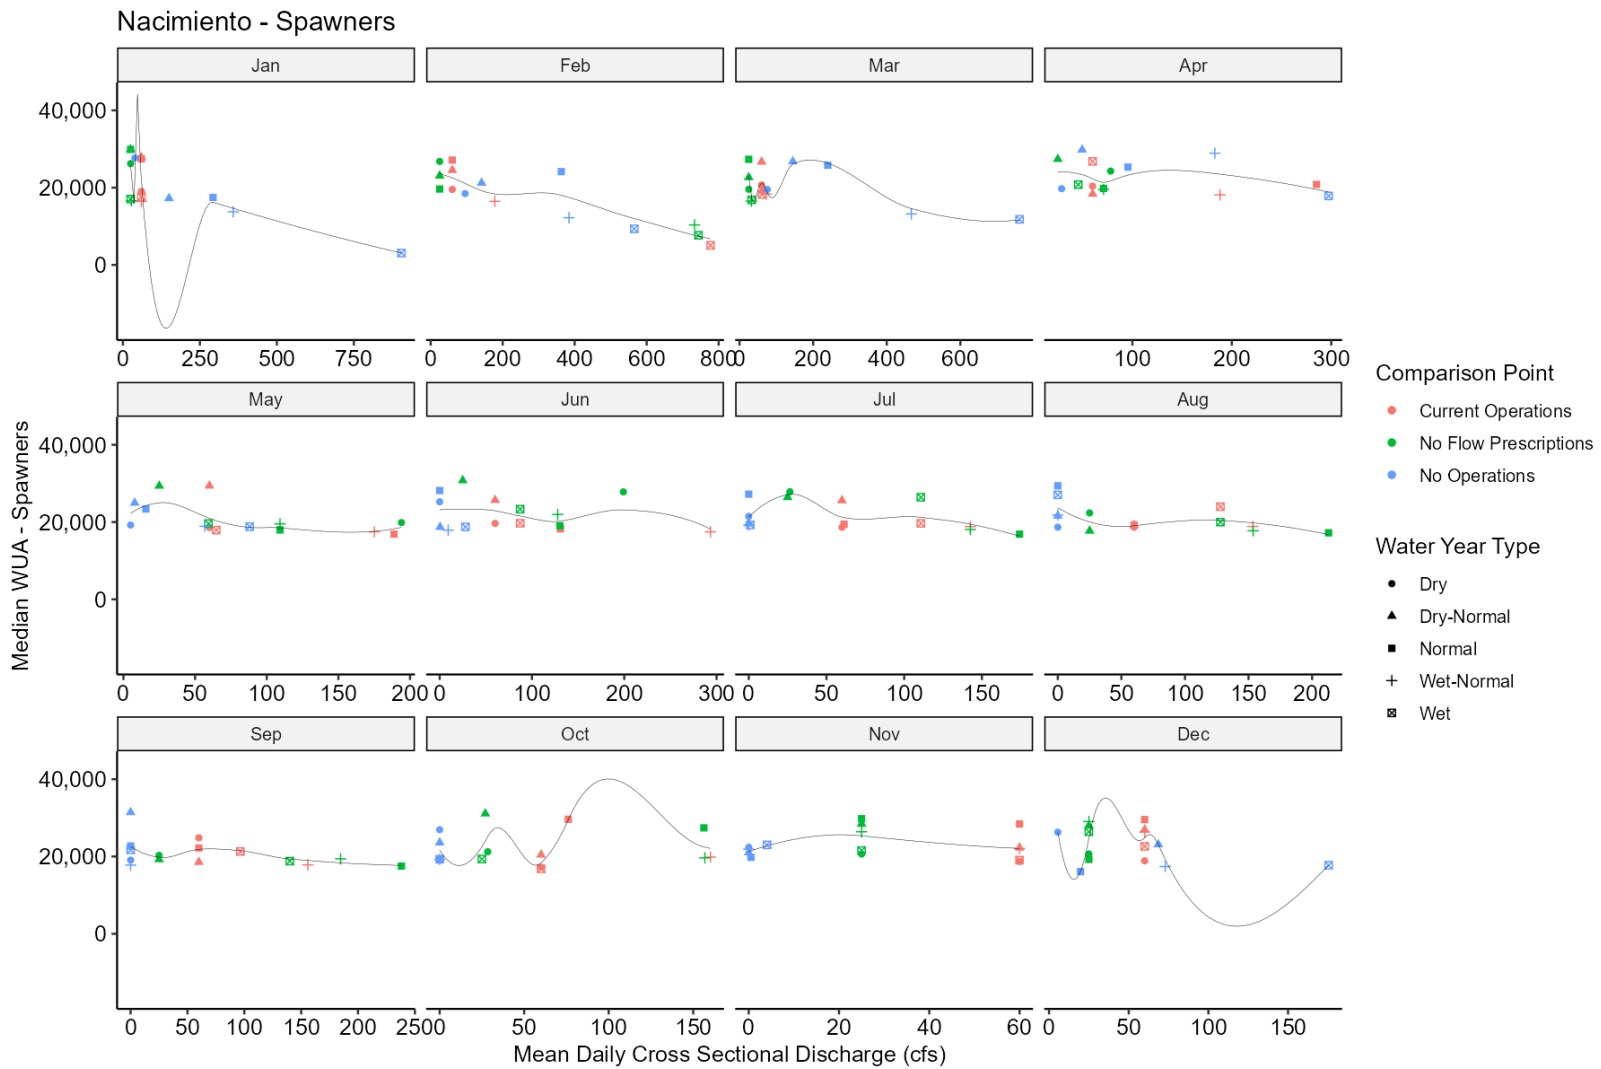 Nacimiento - Spawners
Jan Feb Mar Apr
40,000
20,000
0
0 250 500 750
0 200 400 600 800
0 200 400 600
100 200 300
May Jun Jul Aug
40,000
20,000
0
0 50 100 150 200
0 100 200 300
0 50 100 150
0 50 100 150 200
Sep Oct Nov Dec
40,000
20,000
0
0 50 100 150 200 250
0 50 100 150
0 20 40 60
0 50 100 150
Median WUA - Spawners
Mean Daily Cross Sectional Discharge (cfs)
Comparison Point
Current Operations
No Flow Prescriptions
No Operations
Water Year Type
Dry
Dry-Normal
Normal
Wet-Normal
Wet